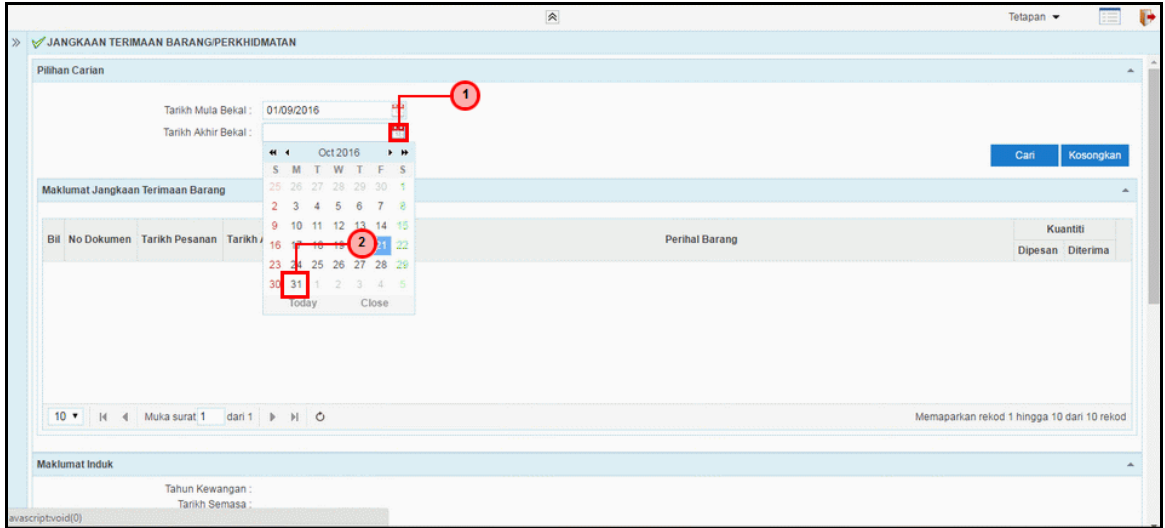 Tetapan
» JANGKAAN TERIMAAN BARANG/PERKHIDMATAN
Pilihan Carian
1
Tarikh Mula Bekal : 01/09/2016
Tarikh Akhir Bekal :
Oct 2016
Cari Kosongkan
S M T W T F S
25 26 27 28 29 30 1
Maklumat Jangkaan Terimaan Barang
2 3 4 5 6 7 8
9 10 11 12 13 14 15
Bil No Dokumen Tarikh Pesanan Tarikh Perihal Barang Kuantiti
Dipesan Diterima
16 17 18 19 2 21 22
23 24 25 26 27 28 29
30 31 1 2 3 4 5
Today Close
10 Muka surat 1 dari 1 Memaparkan rekod 1 hingga 10 dari 10 rekod
Maklumat Induk
Tahun Kewangan :
Tarikh Semasa :
avascript:void(0)